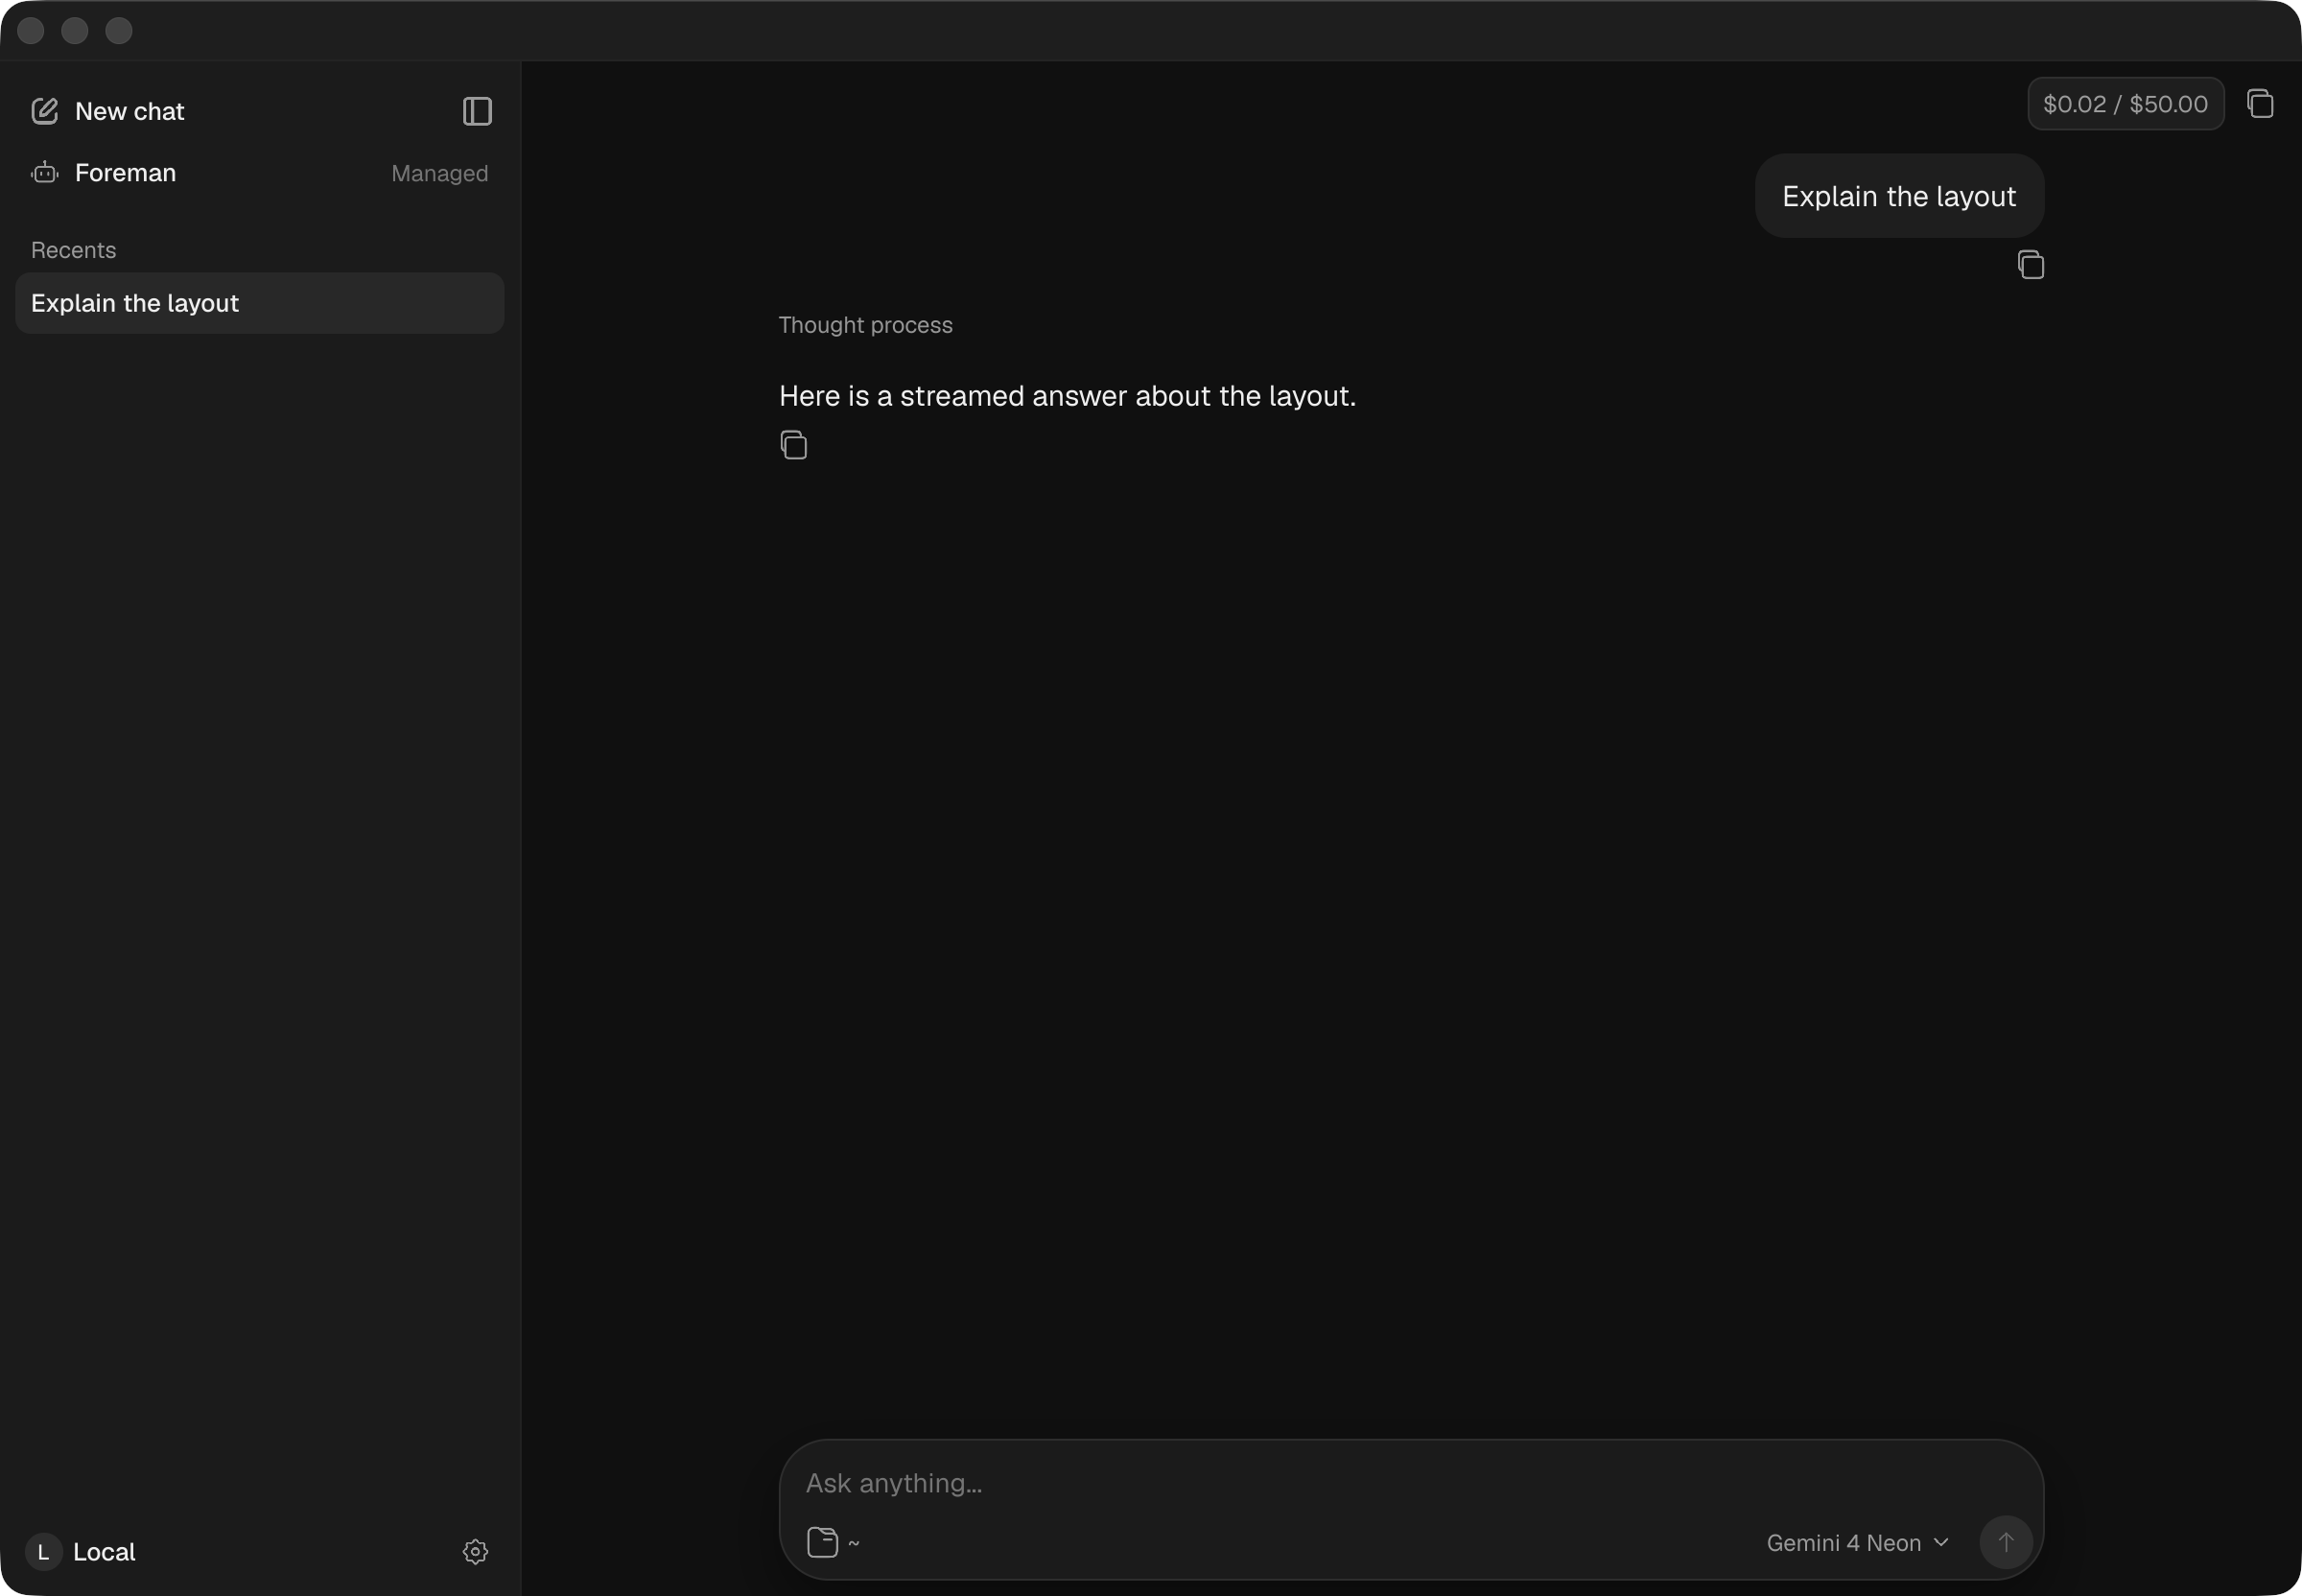 New chat
Foreman
Managed
Recents
Explain the layout
$0.02 / $50.00
Explain the layout
Thought process
Here is a streamed answer about the layout.
Ask anything...
~
Gemini 4 Neon
L
Local